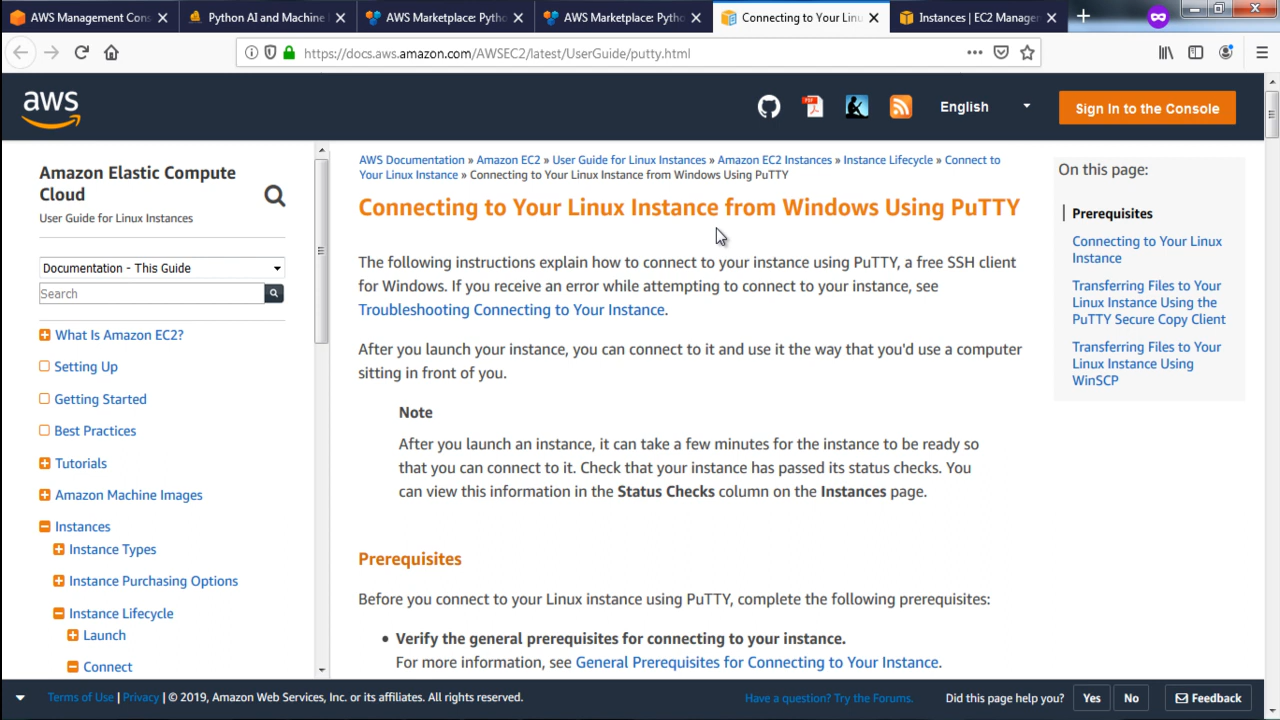 AWS Management Cons
Python AI and Machine
AWS Marketplace: Pytho
AWS Marketplace: Pytho
Connecting to Your Linu
Instances | EC2 Manager
https://docs.aws.amazon.com/AWSEC2/latest/UserGuide/putty.html
aws
English
Sign In to the Console
Amazon Elastic Compute
Cloud
User Guide for Linux Instances
Documentation - This Guide
Search
What Is Amazon EC2?
Setting Up
Getting Started
Best Practices
Tutorials
Amazon Machine Images
Instances
Instance Types
Instance Purchasing Options
Instance Lifecycle
Launch
Connect
AWS Documentation » Amazon EC2 » User Guide for Linux Instances » Amazon EC2 Instances » Instance Lifecycle » Connect to
Your Linux Instance » Connecting to Your Linux Instance from Windows Using PuTTY
Connecting to Your Linux Instance from Windows Using PuTTY
The following instructions explain how to connect to your instance using PuTTY, a free SSH client
for Windows. If you receive an error while attempting to connect to your instance, see
Troubleshooting Connecting to Your Instance.
After you launch your instance, you can connect to it and use it the way that you'd use a computer
sitting in front of you.
Note
After you launch an instance, it can take a few minutes for the instance to be ready so
that you can connect to it. Check that your instance has passed its status checks. You
can view this information in the Status Checks column on the Instances page.
Prerequisites
Before you connect to your Linux instance using PuTTY, complete the following prerequisites:
• Verify the general prerequisites for connecting to your instance.
For more information, see General Prerequisites for Connecting to Your Instance.
On this page:
Prerequisites
Connecting to Your Linux
Instance
Transferring Files to Your
Linux Instance Using the
PuTTY Secure Copy Client
Transferring Files to Your
Linux Instance Using
WinSCP
Terms of Use | Privacy | © 2019, Amazon Web Services, Inc. or its affiliates. All rights reserved.
Have a question? Try the Forums.
Did this page help you?
Yes
No
Feedback